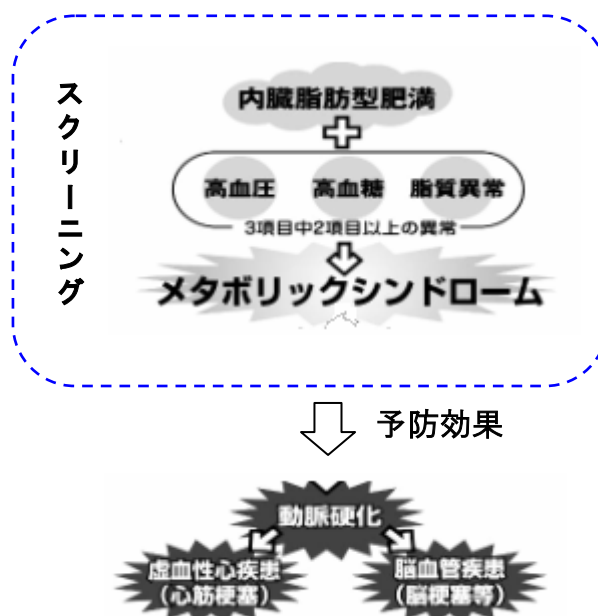 スクリーニング
内臓脂肪型肥満
高血圧 高血糖 脂質異常
3項目中2項目以上の異常
メタボリックシンドローム
予防効果
動脈硬化
虚血性心疾患 脳血管疾患
(心筋梗塞) (脳梗塞等)